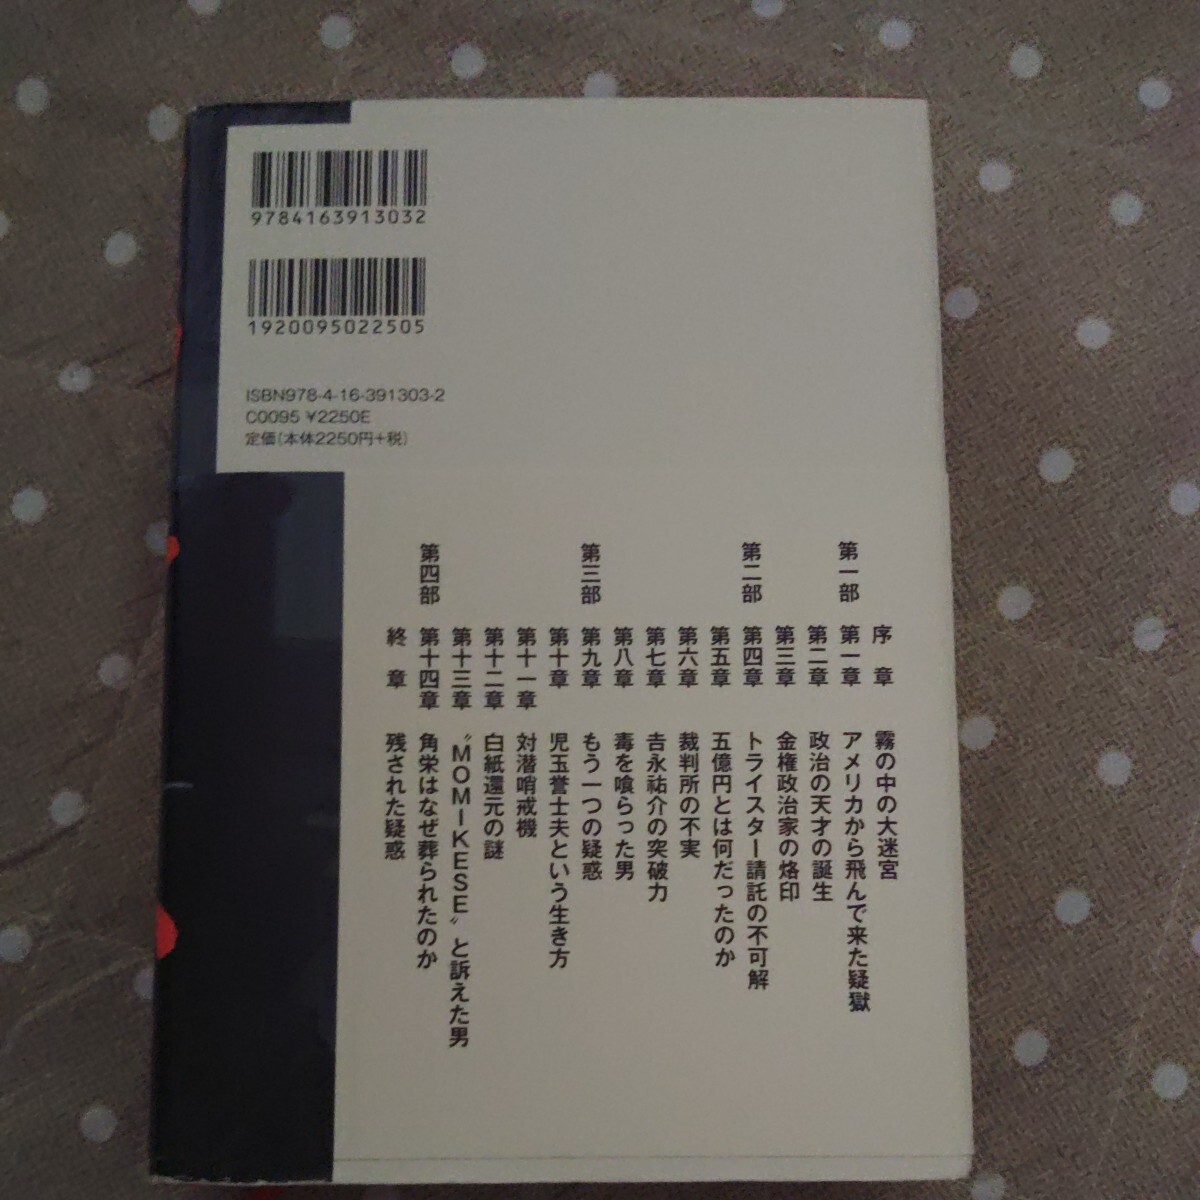 9784163913032
1920095022505
ISBN978-4-16-391303-2
C0095 ¥2250E
定価(本体2250円+税)
序 章 霧の中の大迷宮
第一部 第一章 アメリカから飛んで来た疑獄
第二章 政治の天才の誕生
第三章 金権政治家の烙印
第二部 第四章 トライスター請託の不可解
第五章 五億円とは何だったのか
第六章 裁判所の不実
第七章 吉永祐介の突破力
第八章 毒を喰らった男
第三部 第九章 もう一つの疑惑
第十章 児玉誉士夫という生き方
第十一章 対潜哨戒機
第十二章 白紙還元の謎
第十三章 〝MOMIKESE〟と訴えた男
第四部 第十四章 角栄はなぜ葬られたのか
終 章 残された疑惑